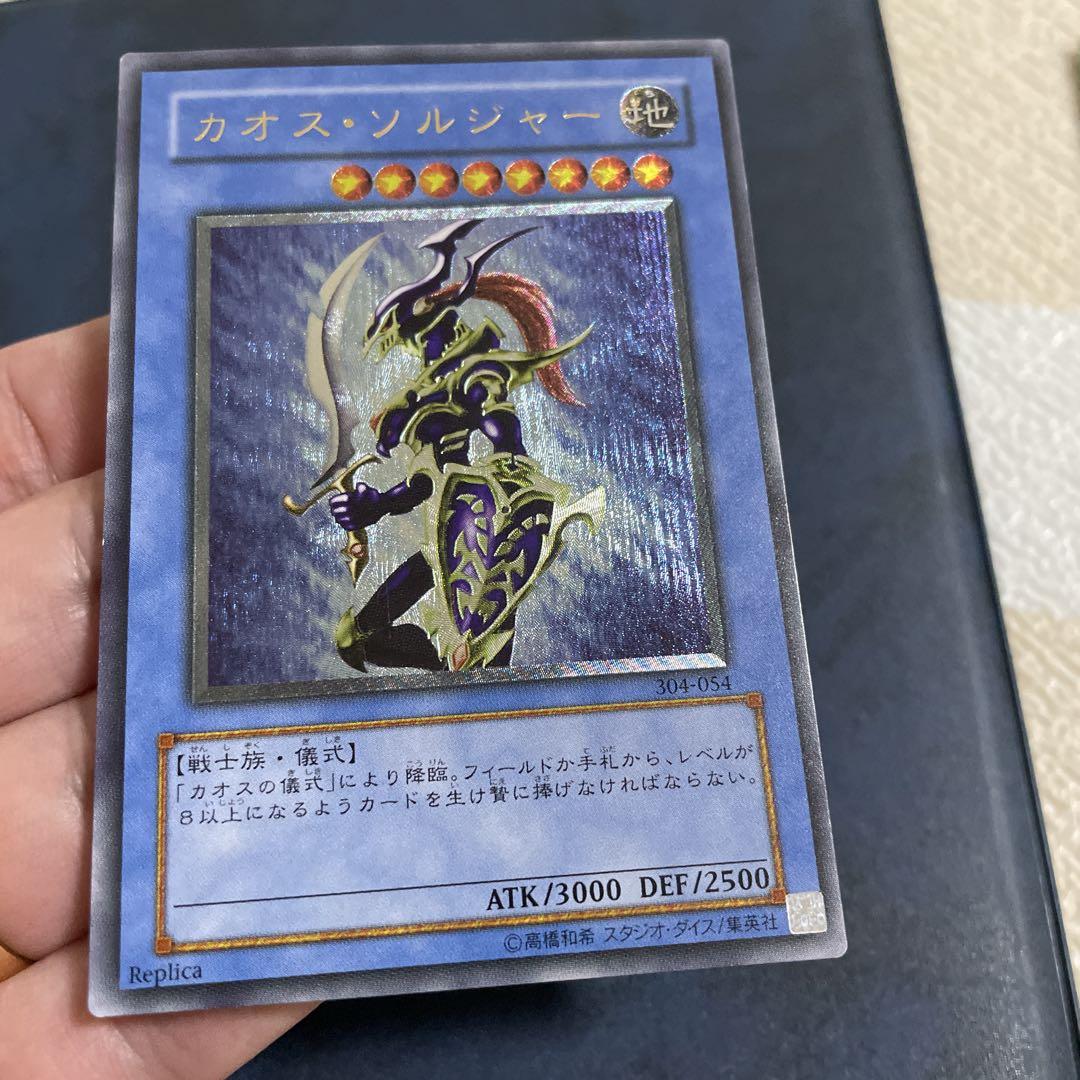 カオス・ソルジャー 地
304-054
【戦士族・儀式】
「カオスの儀式」により降臨。フィールドか手札から、レベルが
8以上になるようカードを生け贄に捧げなければならない。
ATK/3000 DEF/2500
©高橋和希 スタジオ・ダイス/集英社
Replica